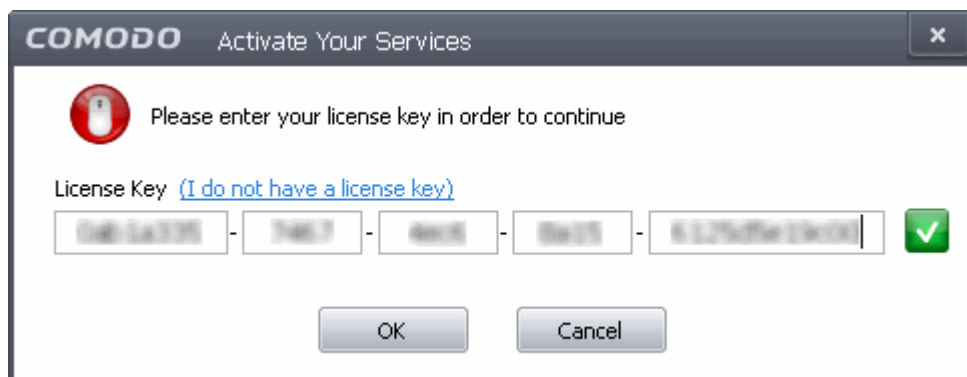 COMODO Activate Your Services
Please enter your license key in order to continue
License Key (I do not have a license key)
- - - -
OK Cancel